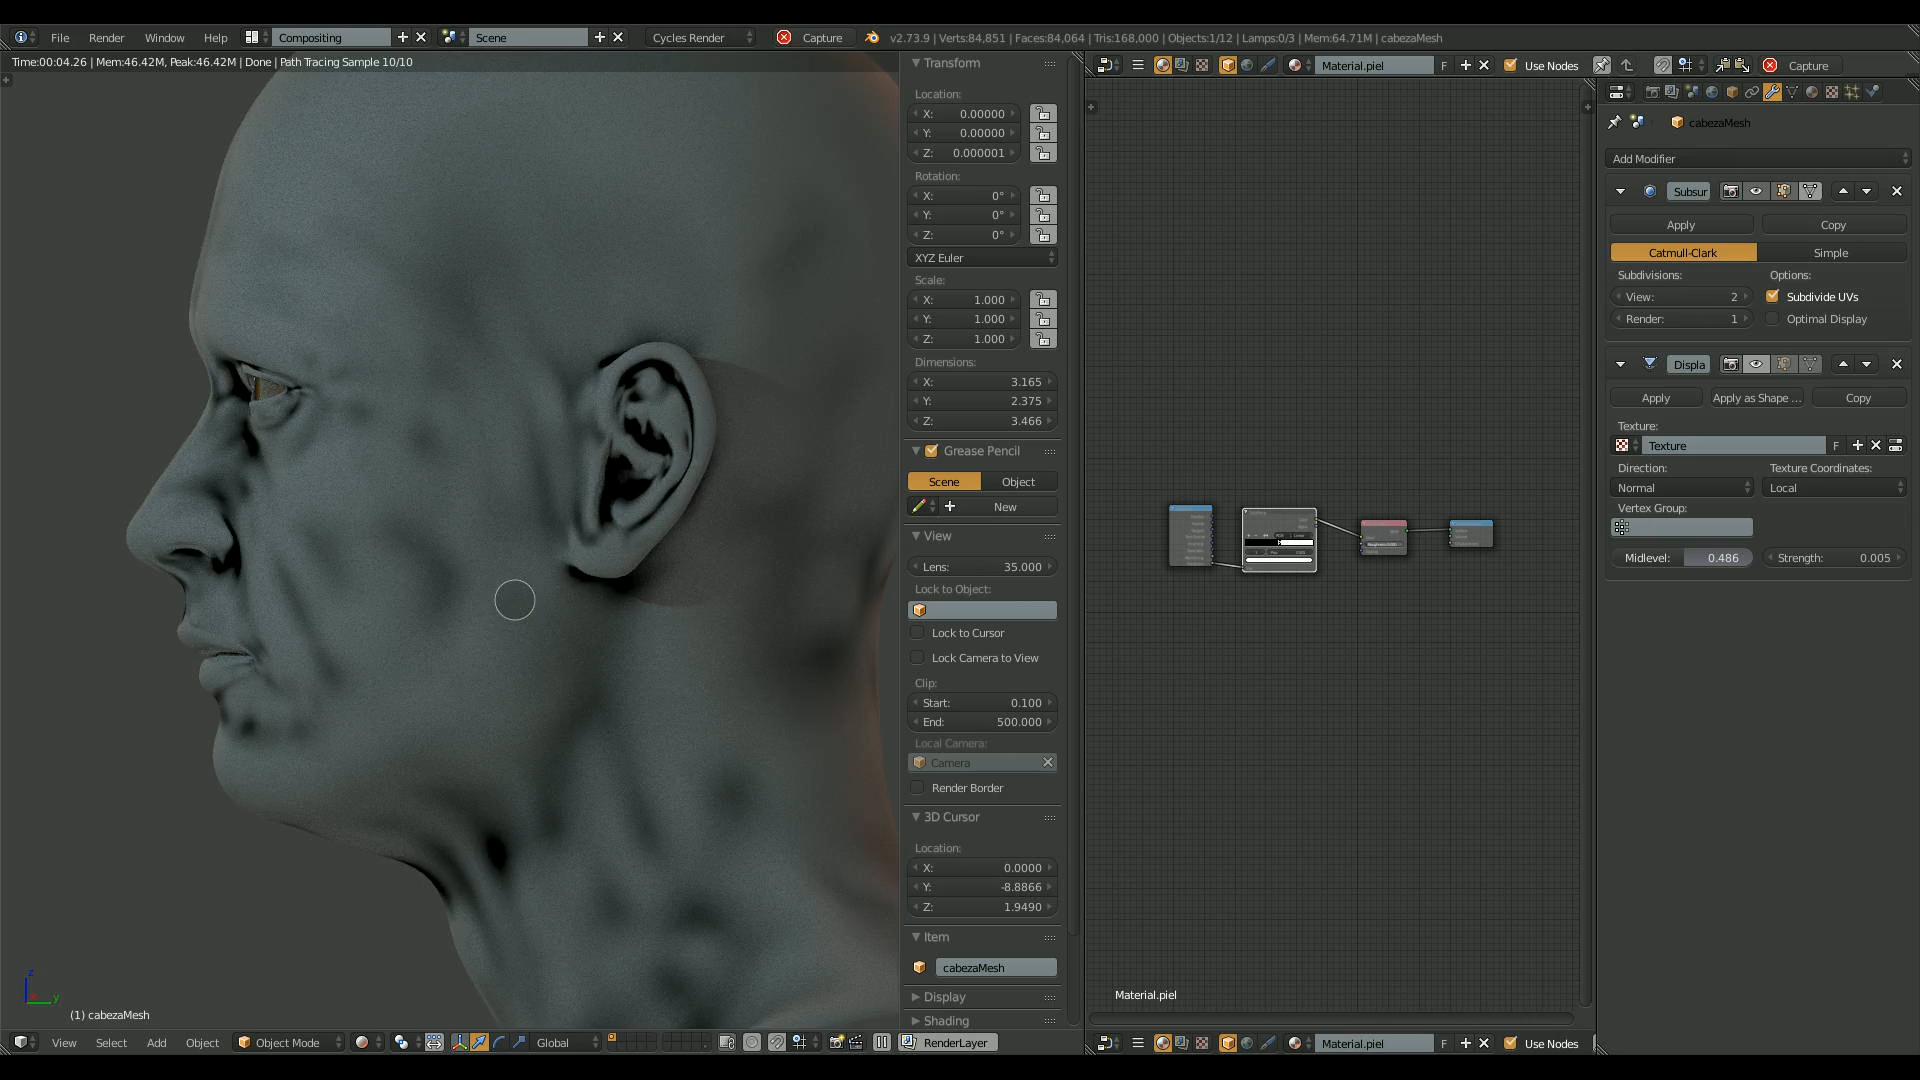 File Render Window Help Compositing Scene Cycles Render Capture v2.73.9 | Verts:84,851 | Faces:84,064 | Tris:168,000 | Objects:1/12 | Lamps:0/3 | Mem:64.71M | cabezaMesh
Time:00:04.26 | Mem:46.42M, Peak:46.42M | Done | Path Tracing Sample 10/10
Transform
Location:
X: 0.00000
Y: 0.00000
Z: 0.000001
Rotation:
X: 0°
Y: 0°
Z: 0°
XYZ Euler
Scale:
X: 1.000
Y: 1.000
Z: 1.000
Dimensions:
X: 3.165
Y: 2.375
Z: 3.466
Grease Pencil
Scene Object
New
View
Lens: 35.000
Lock to Object:
Lock to Cursor
Lock Camera to View
Clip:
Start: 0.100
End: 500.000
Local Camera:
Camera
Render Border
3D Cursor
Location:
X: 0.0000
Y: -8.8866
Z: 1.9490
Item
cabezaMesh
Display
Shading
z
y
(1) cabezaMesh
View Select Add Object Object Mode Global RenderLayer
Material.piel F Use Nodes Capture
Material.piel
Material.piel F Use Nodes
cabezaMesh
Add Modifier
Subsur
Apply Copy
Catmull-Clark Simple
Subdivisions: Options:
View: 2 Subdivide UVs
Render: 1 Optimal Display
Displa
Apply Apply as Shape ... Copy
Texture:
Texture F
Direction: Texture Coordinates:
Normal Local
Vertex Group:
Midlevel: 0.486 Strength: 0.005